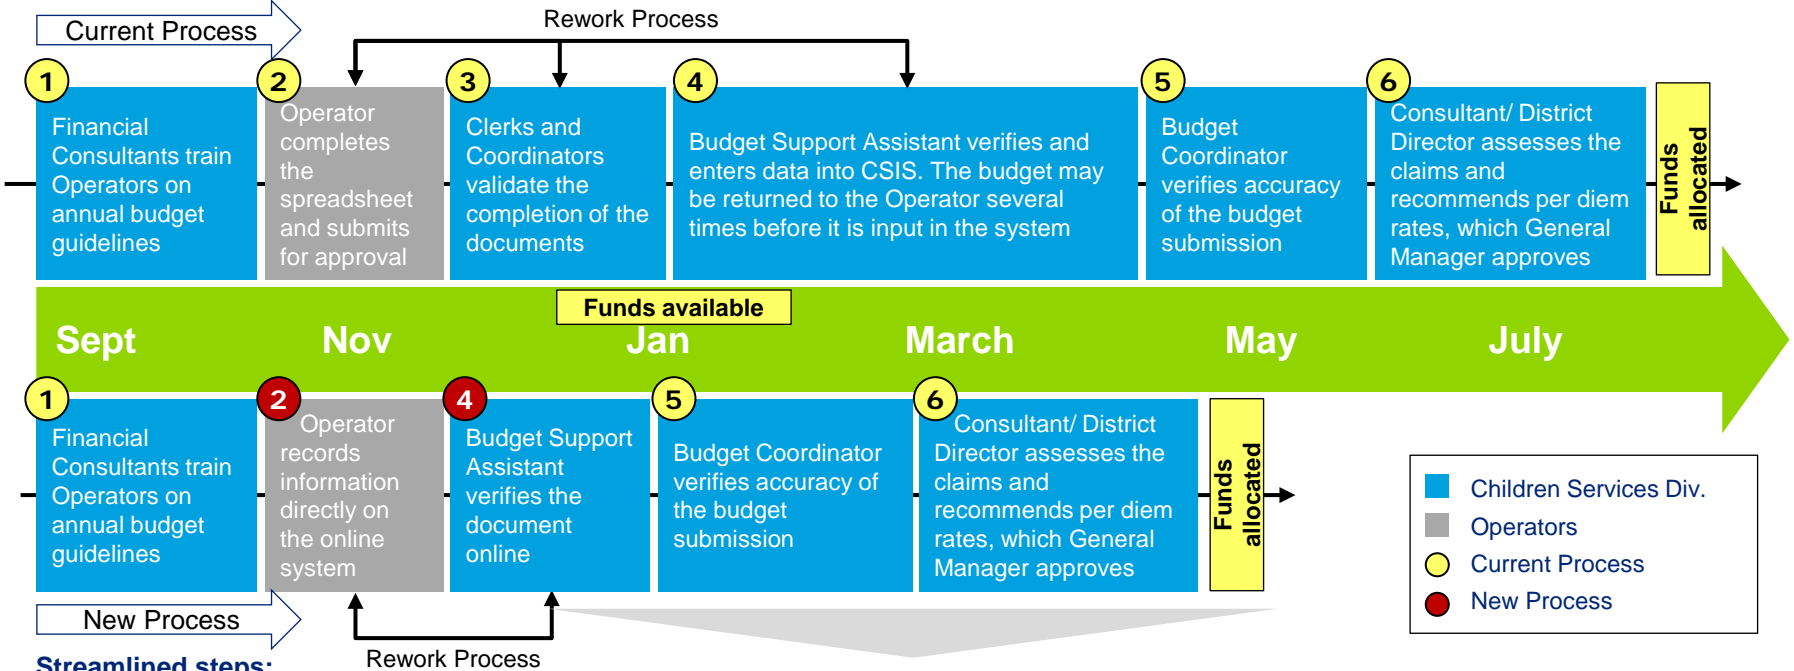 Current Process
Rework Process
1
Financial
Consultants train
Operators on
annual budget
guidelines
2
Operator
completes
the
spreadsheet
and submits
for approval
3
Clerks and
Coordinators
validate the
completion of the
documents
4
Budget Support Assistant verifies and
enters data into CSIS. The budget may
be returned to the Operator several
times before it is input in the system
5
Budget
Coordinator
verifies accuracy
of the budget
submission
6
Consultant/ District
Director assesses the
claims and
recommends per diem
rates, which General
Manager approves
Funds
allocated
Funds available
Sept
Nov
Jan
March
May
July
1
Financial
Consultants train
Operators on
annual budget
guidelines
2
Operator
records
information
directly on
the online
system
4
Budget Support
Assistant
verifies the
document
online
5
Budget Coordinator
verifies accuracy of
the budget
submission
6
Consultant/ District
Director assesses the
claims and
recommends per diem
rates, which General
Manager approves
Funds
allocated
Children Services Div.
Operators
Current Process
New Process
New Process
Rework Process
Streamlined steps: